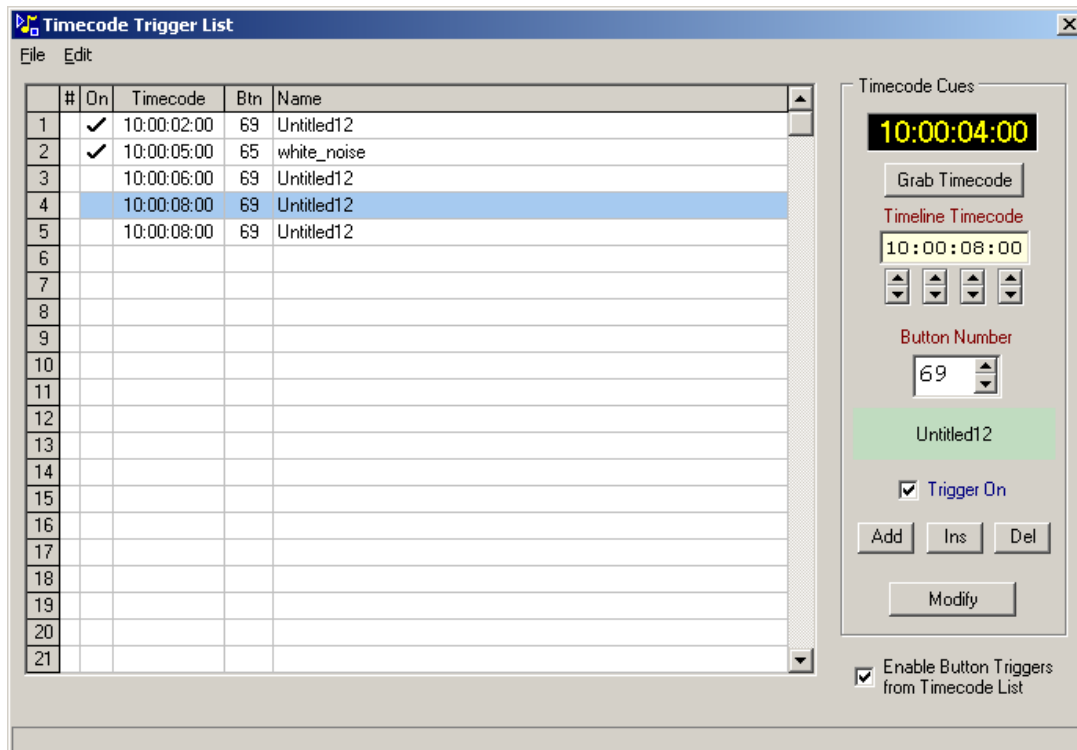 Timecode Trigger List
File Edit
# On Timecode Btn Name
1 10:00:02:00 69 Untitled12
2 10:00:05:00 65 white_noise
3 10:00:06:00 69 Untitled12
4 10:00:08:00 69 Untitled12
5 10:00:08:00 69 Untitled12
6
7
8
9
10
11
12
13
14
15
16
17
18
19
20
21
Timecode Cues
10:00:04:00
Grab Timecode
Timeline Timecode
10:00:08:00
Button Number
69
Untitled12
Trigger On
Add Ins Del
Modify
Enable Button Triggers
from Timecode List